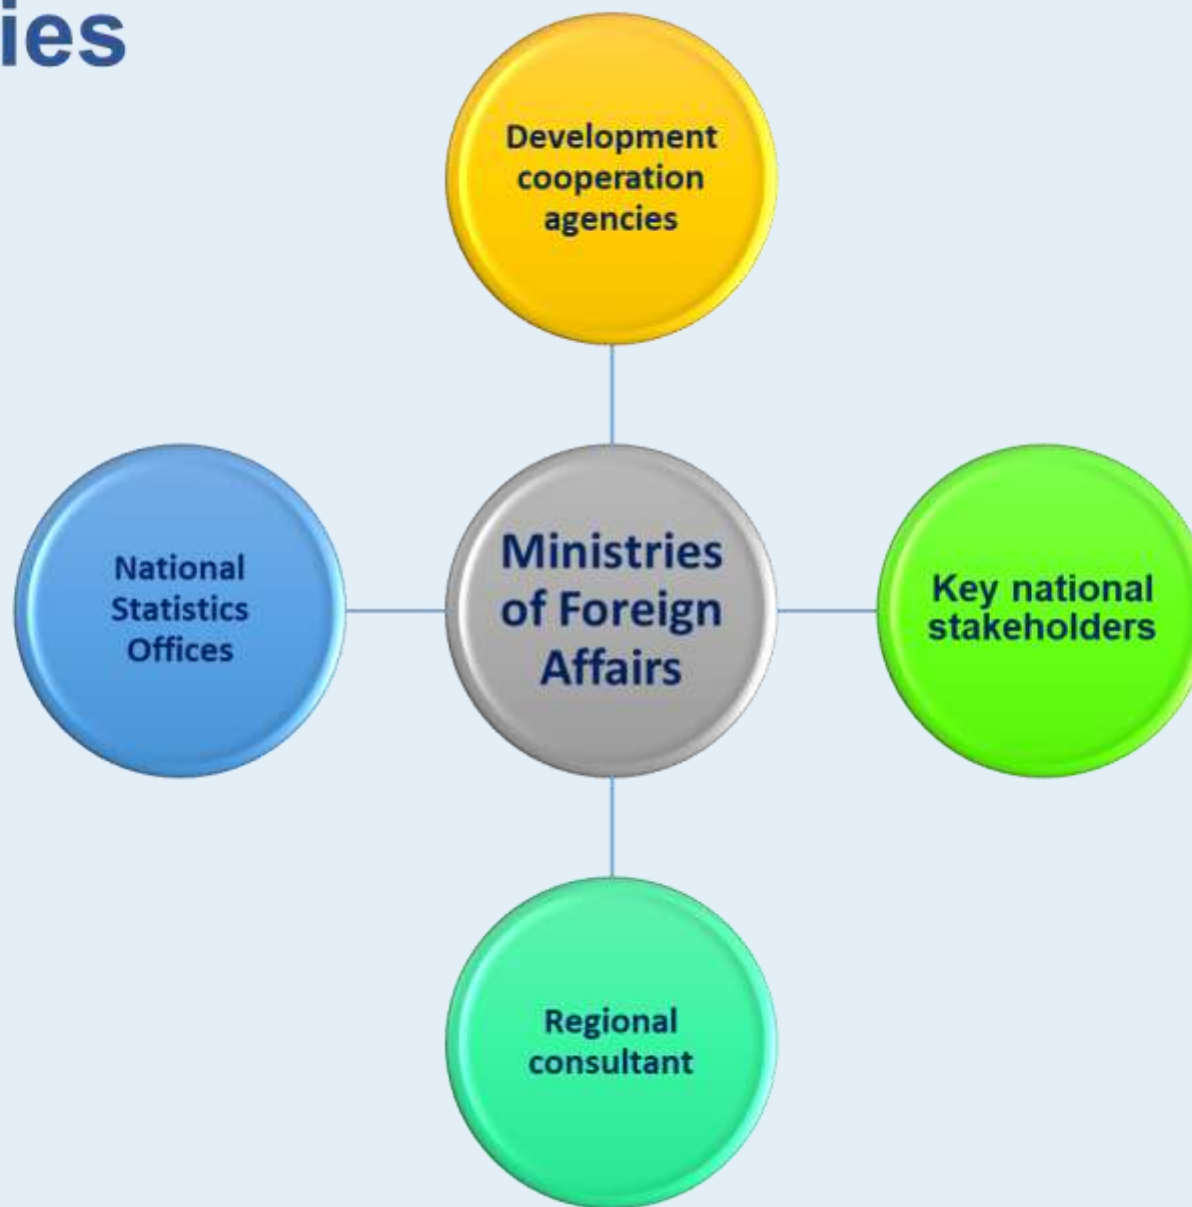 ies
Development
cooperation
agencies
National
Statistics
Offices
Ministries
of Foreign
Affairs
Key national
stakeholders
Regional
consultant